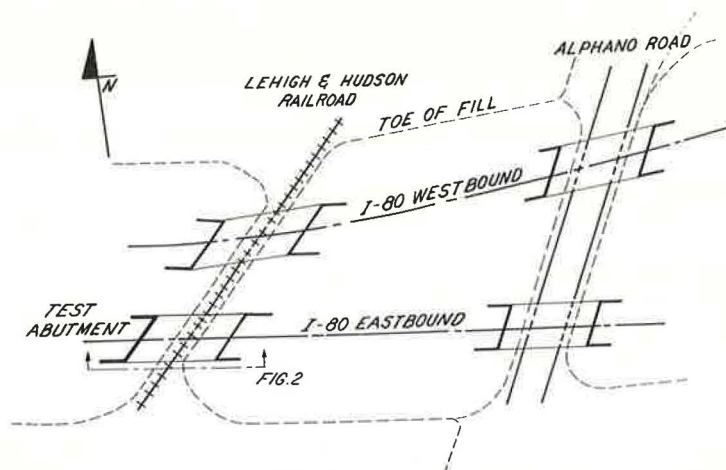 ALPHANO ROAD
N
LEHIGH & HUDSON
RAILROAD
TOE OF FILL
I-80 WESTBOUND
TEST
ABUTMENT
I-80 EASTBOUND
FIG.2